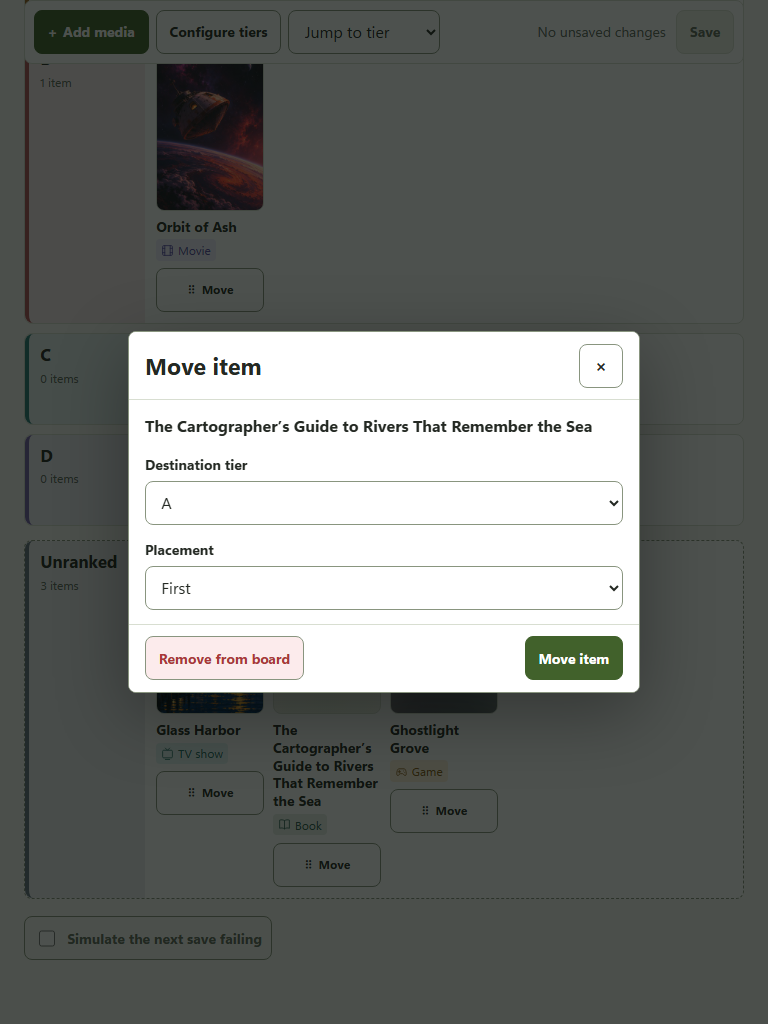 + Add media
Configure tiers
Jump to tier
No unsaved changes
Save
1 item
Orbit of Ash
Movie
Move
C
0 items
D
0 items
Move item
×
The Cartographer's Guide to Rivers That Remember the Sea
Destination tier
A
Placement
First
Remove from board
Move item
Unranked
3 items
Glass Harbor
TV show
Move
The
Cartographer's
Guide to Rivers
That Remember
the Sea
Book
Move
Ghostlight
Grove
Game
Move
Simulate the next save failing